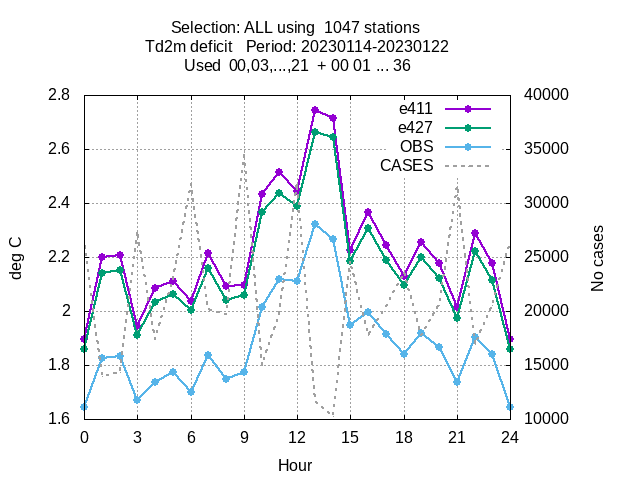 Selection: ALL using  1047 stations
Td2m deficit   Period: 20230114-20230122
Used  00,03,...,21  + 00 01 ... 36
2.8
2.6
2.4
2.2
2
1.8
1.6
deg C
40000
35000
30000
25000
20000
15000
10000
No cases
e411
e427
OBS
CASES
0 3 6 9 12 15 18 21 24
Hour